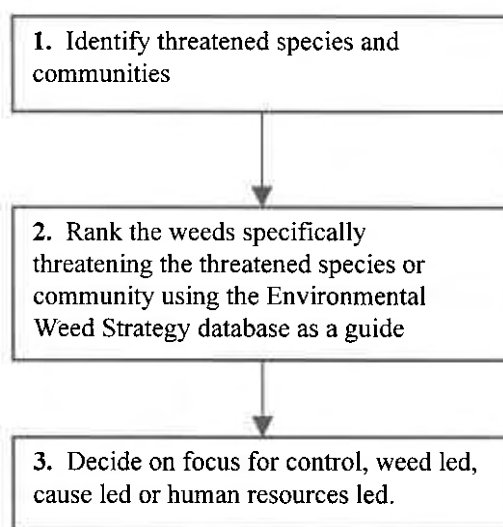 1. Identify threatened species and
communities
2. Rank the weeds specifically
threatening the threatened species or
community using the Environmental
Weed Strategy database as a guide
3. Decide on focus for control, weed led,
cause led or human resources led.